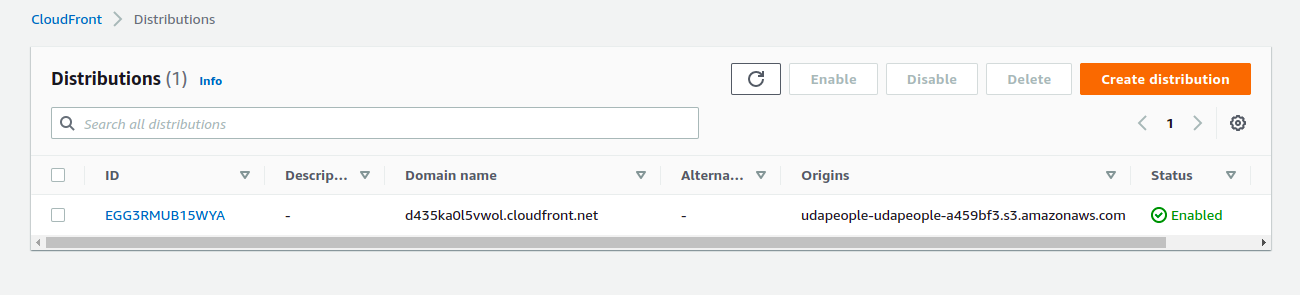 CloudFront > Distributions
Distributions (1) Info
Enable Disable Delete Create distribution
Search all distributions
1
ID Descrip... Domain name Alterna... Origins Status
EGG3RMUB15WYA - d435ka0l5vwol.cloudfront.net - udapeople-udapeople-a459bf3.s3.amazonaws.com Enabled